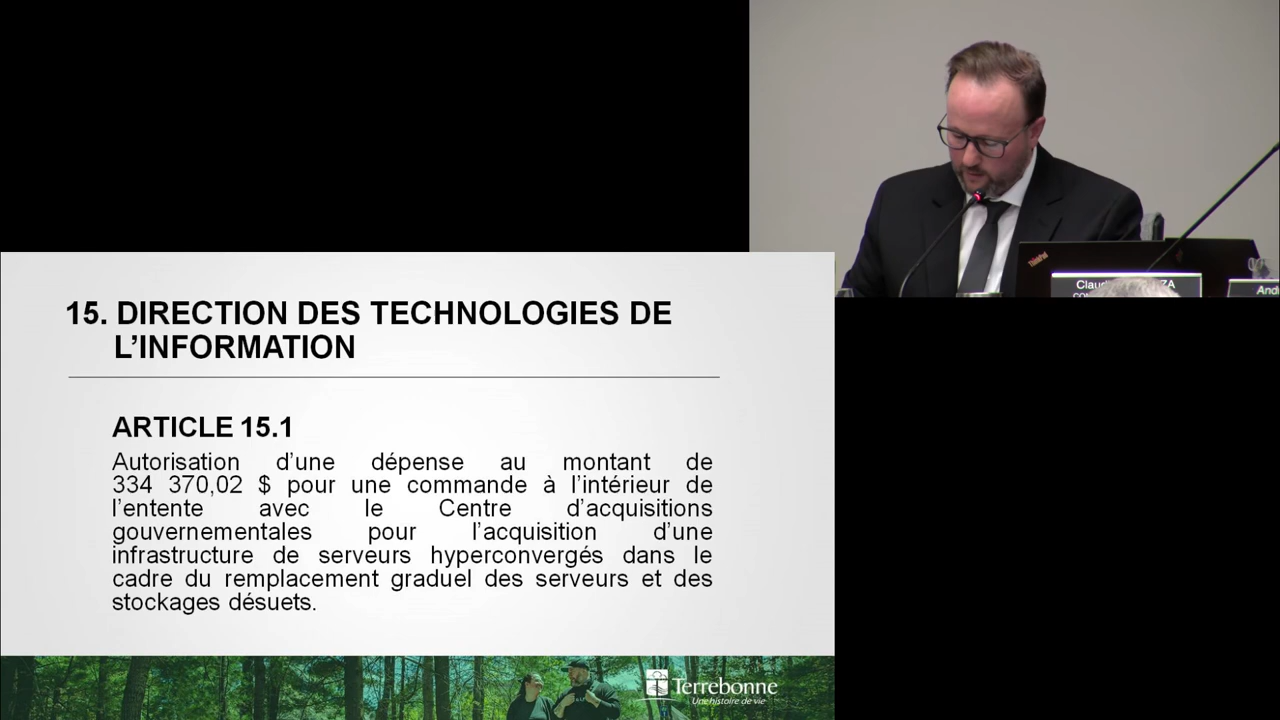 ThinkPad
15. DIRECTION DES TECHNOLOGIES DE
L’INFORMATION
ARTICLE 15.1
Autorisation d’une dépense au montant de
334 370,02 $ pour une commande à l’intérieur de
l’entente avec le Centre d’acquisitions
gouvernementales pour l’acquisition d’une
infrastructure de serveurs hyperconvergés dans le
cadre du remplacement graduel des serveurs et des
stockages désuets.
Terrebonne
Une histoire de vie